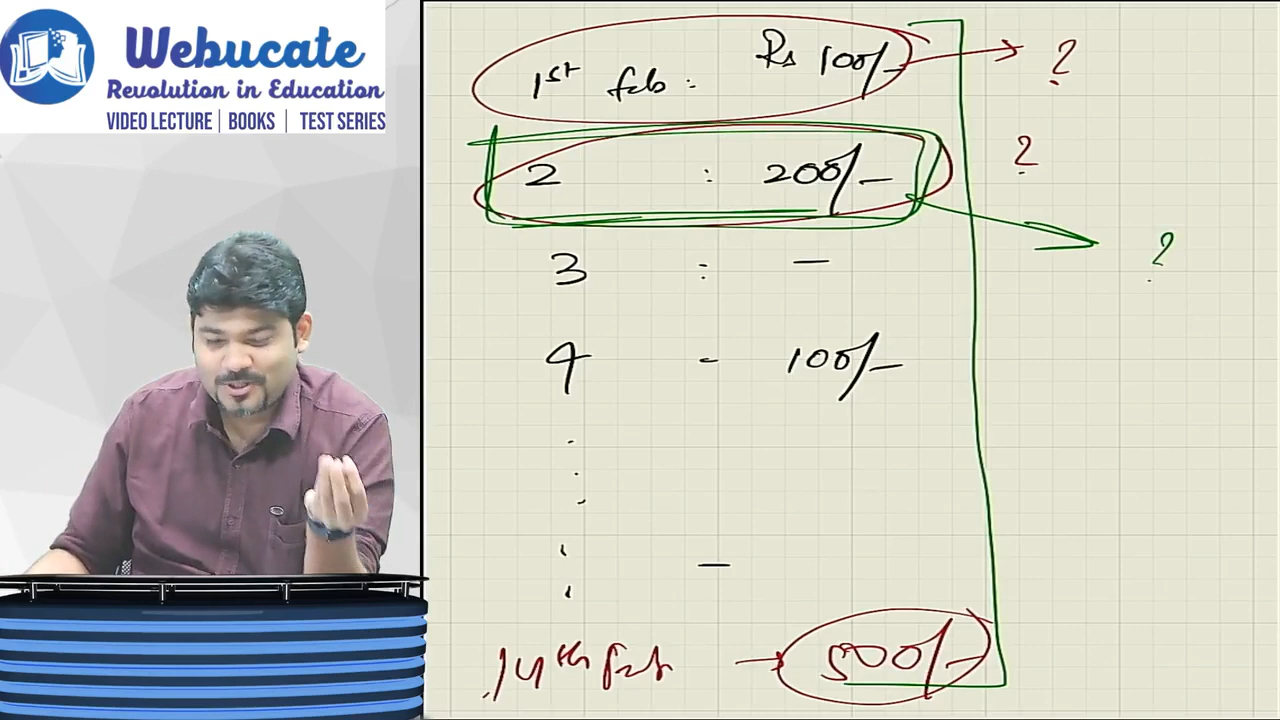 Webucate
Revolution in Education
VIDEO LECTURE | BOOKS | TEST SERIES
1st feb : Rs 100/- ?
2 : 200/- ?
?
3 : -
4 - 100/-
-
14th feb → 500/-